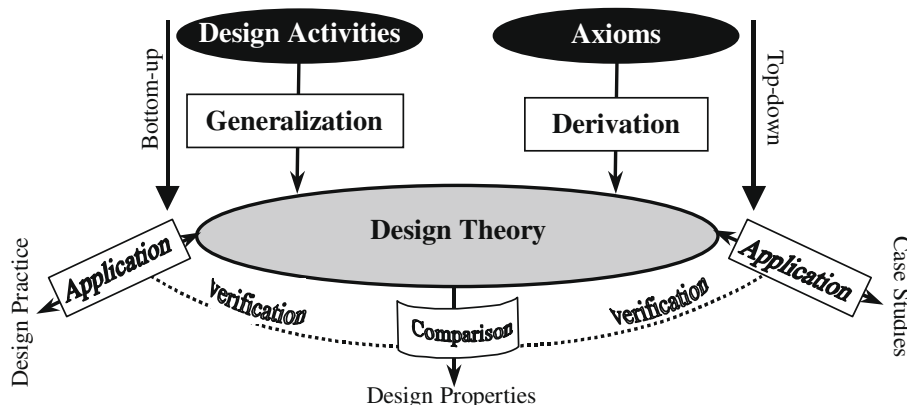 Design Activities
Axioms
Bottom-up
Top-down
Generalization
Derivation
Design Theory
Application
Application
Design Practice
Case Studies
verification
verification
Comparison
Design Properties